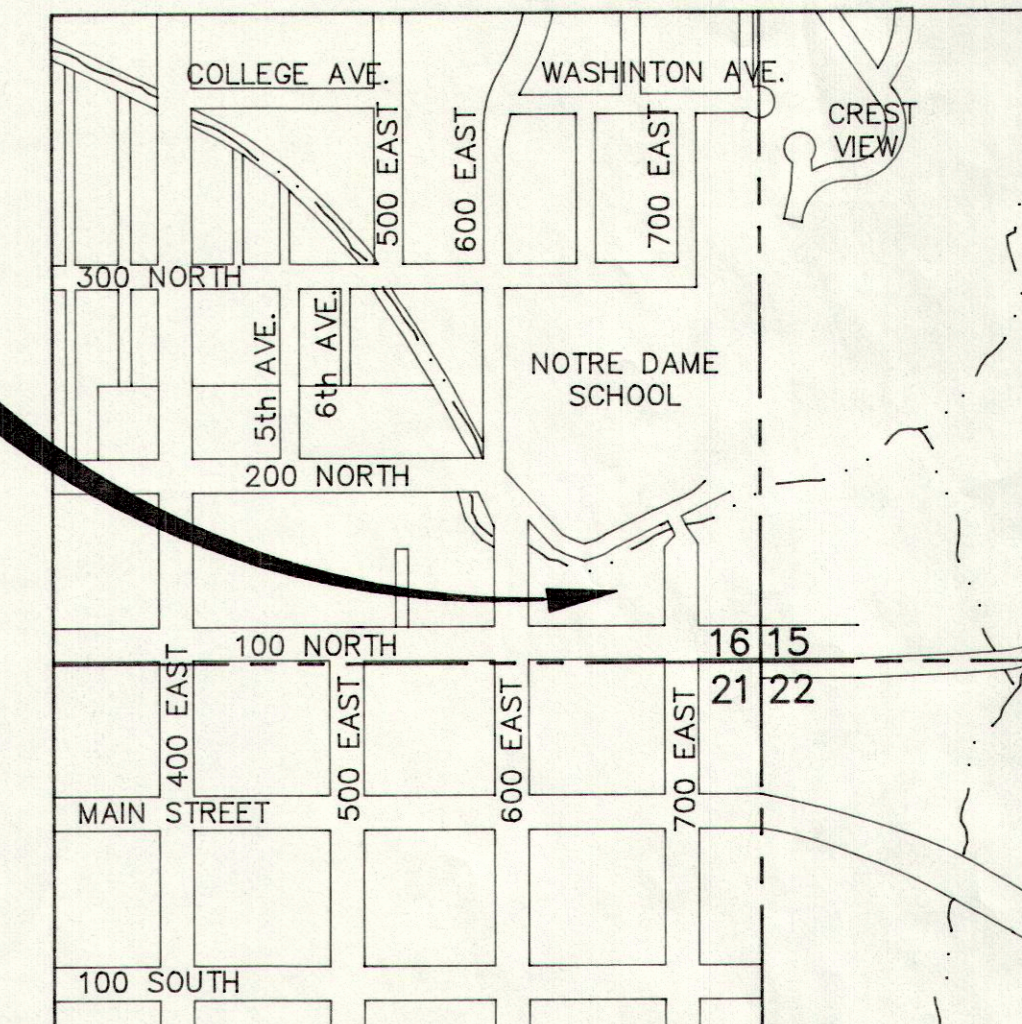 COLLEGE AVE.
WASHINTON AVE.
500 EAST
600 EAST
700 EAST
CREST
VIEW
300 NORTH
5th AVE.
6th AVE.
NOTRE DAME
SCHOOL
200 NORTH
100 NORTH
16 15
21 22
400 EAST
500 EAST
600 EAST
700 EAST
MAIN STREET
100 SOUTH